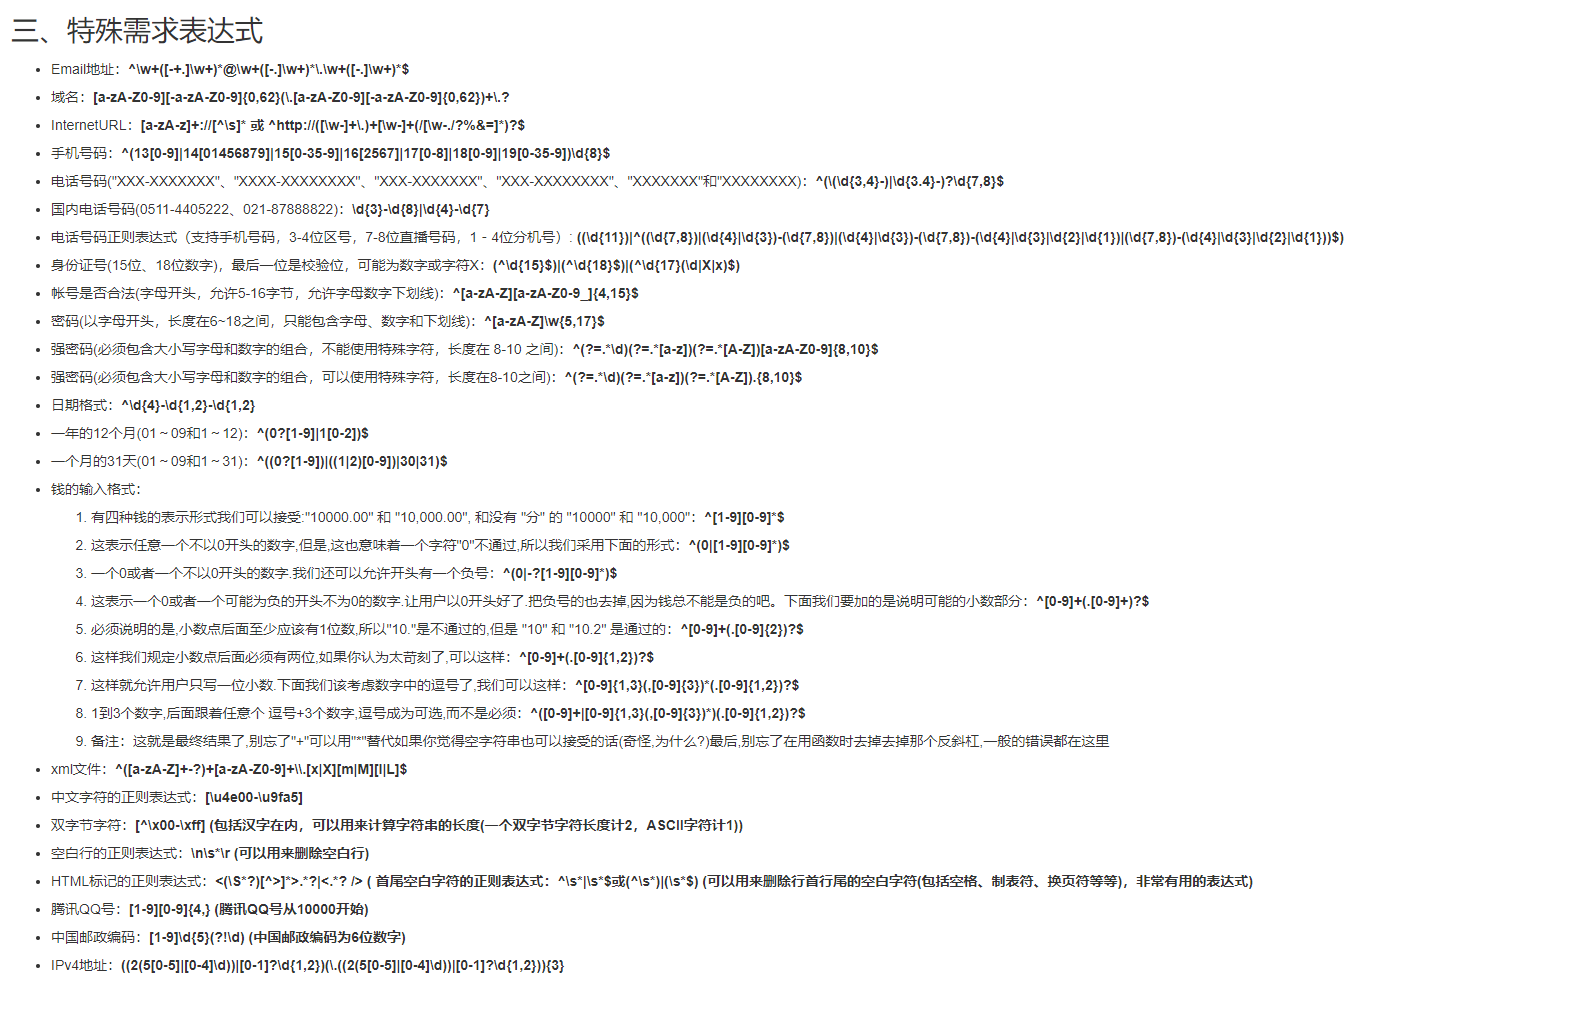 三、特殊需求表达式
Email地址：^\w+([-+.]\w+)*@\w+([-.]\w+)*\.\w+([-.]\w+)*$
域名：[a-zA-Z0-9][-a-zA-Z0-9]{0,62}(\.[a-zA-Z0-9][-a-zA-Z0-9]{0,62})+\.?
InternetURL：[a-zA-z]+://[^\s]* 或 ^http://([\w-]+\.)+[\w-]+(/[\w-./?%&=]*)?$
手机号码：^(13[0-9]|14[01456879]|15[0-35-9]|16[2567]|17[0-8]|18[0-9]|19[0-35-9])\d{8}$
电话号码("XXX-XXXXXXX"、"XXXX-XXXXXXXX"、"XXX-XXXXXXX"、"XXX-XXXXXXXX"、"XXXXXXX"和"XXXXXXXX)：^(\(\d{3,4}-)|\d{3.4}-)?\d{7,8}$
国内电话号码(0511-4405222、021-87888822)：\d{3}-\d{8}|\d{4}-\d{7}
电话号码正则表达式（支持手机号码，3-4位区号，7-8位直播号码，1－4位分机号）: ((\d{11})|^((\d{7,8})|(\d{4}|\d{3})-(\d{7,8})|(\d{4}|\d{3})-(\d{7,8})-(\d{4}|\d{3}|\d{2}|\d{1})|(\d{7,8})-(\d{4}|\d{3}|\d{2}|\d{1}))$)
身份证号(15位、18位数字)，最后一位是校验位，可能为数字或字符X：(^\d{15}$)|(^\d{18}$)|(^\d{17}(\d|X|x)$)
帐号是否合法(字母开头，允许5-16字节，允许字母数字下划线)：^[a-zA-Z][a-zA-Z0-9_]{4,15}$
密码(以字母开头，长度在6~18之间，只能包含字母、数字和下划线)：^[a-zA-Z]\w{5,17}$
强密码(必须包含大小写字母和数字的组合，不能使用特殊字符，长度在 8-10 之间)：^(?=.*\d)(?=.*[a-z])(?=.*[A-Z])[a-zA-Z0-9]{8,10}$
强密码(必须包含大小写字母和数字的组合，可以使用特殊字符，长度在8-10之间)：^(?=.*\d)(?=.*[a-z])(?=.*[A-Z]).{8,10}$
日期格式：^\d{4}-\d{1,2}-\d{1,2}
一年的12个月(01～09和1～12)：^(0?[1-9]|1[0-2])$
一个月的31天(01～09和1～31)：^((0?[1-9])|((1|2)[0-9])|30|31)$
钱的输入格式：
1. 有四种钱的表示形式我们可以接受:"10000.00" 和 "10,000.00", 和没有 "分" 的 "10000" 和 "10,000"：^[1-9][0-9]*$
2. 这表示任意一个不以0开头的数字,但是,这也意味着一个字符"0"不通过,所以我们采用下面的形式：^(0|[1-9][0-9]*)$
3. 一个0或者一个不以0开头的数字.我们还可以允许开头有一个负号：^(0|-?[1-9][0-9]*)$
4. 这表示一个0或者一个可能为负的开头不为0的数字.让用户以0开头好了.把负号的也去掉,因为钱总不能是负的吧。下面我们要加的是说明可能的小数部分：^[0-9]+(.[0-9]+)?$
5. 必须说明的是,小数点后面至少应该有1位数,所以"10."是不通过的,但是 "10" 和 "10.2" 是通过的：^[0-9]+(.[0-9]{2})?$
6. 这样我们规定小数点后面必须有两位,如果你认为太苛刻了,可以这样：^[0-9]+(.[0-9]{1,2})?$
7. 这样就允许用户只写一位小数.下面我们该考虑数字中的逗号了,我们可以这样：^[0-9]{1,3}(,[0-9]{3})*(.[0-9]{1,2})?$
8. 1到3个数字,后面跟着任意个 逗号+3个数字,逗号成为可选,而不是必须：^([0-9]+|[0-9]{1,3}(,[0-9]{3})*)(.[0-9]{1,2})?$
9. 备注：这就是最终结果了,别忘了"+"可以用"*"替代如果你觉得空字符串也可以接受的话(奇怪,为什么?)最后,别忘了在用函数时去掉去掉那个反斜杠,一般的错误都在这里
xml文件：^([a-zA-Z]+-?)+[a-zA-Z0-9]+\\.[x|X][m|M][l|L]$
中文字符的正则表达式：[\u4e00-\u9fa5]
双字节字符：[^\x00-\xff] (包括汉字在内，可以用来计算字符串的长度(一个双字节字符长度计2，ASCII字符计1))
空白行的正则表达式：\n\s*\r (可以用来删除空白行)
HTML标记的正则表达式：<(\S*?)[^>]*>.*?|<.*? /> ( 首尾空白字符的正则表达式：^\s*|\s*$或(^\s*)|(\s*$) (可以用来删除行首行尾的空白字符(包括空格、制表符、换页符等等)，非常有用的表达式)
腾讯QQ号：[1-9][0-9]{4,} (腾讯QQ号从10000开始)
中国邮政编码：[1-9]\d{5}(?!\d) (中国邮政编码为6位数字)
IPv4地址：((2(5[0-5]|[0-4]\d))|[0-1]?\d{1,2})(\.((2(5[0-5]|[0-4]\d))|[0-1]?\d{1,2})){3}